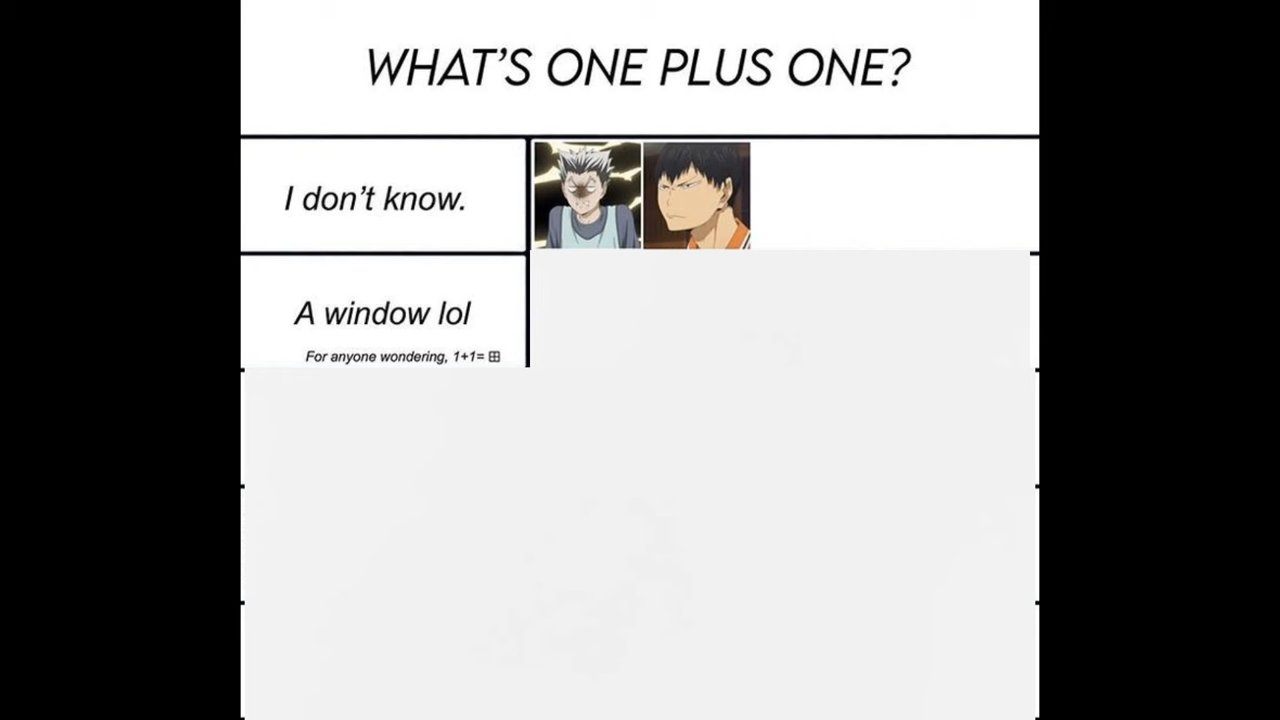 WHAT'S ONE PLUS ONE?
I don't know.
A window lol
For anyone wondering, 1+1= ⊞